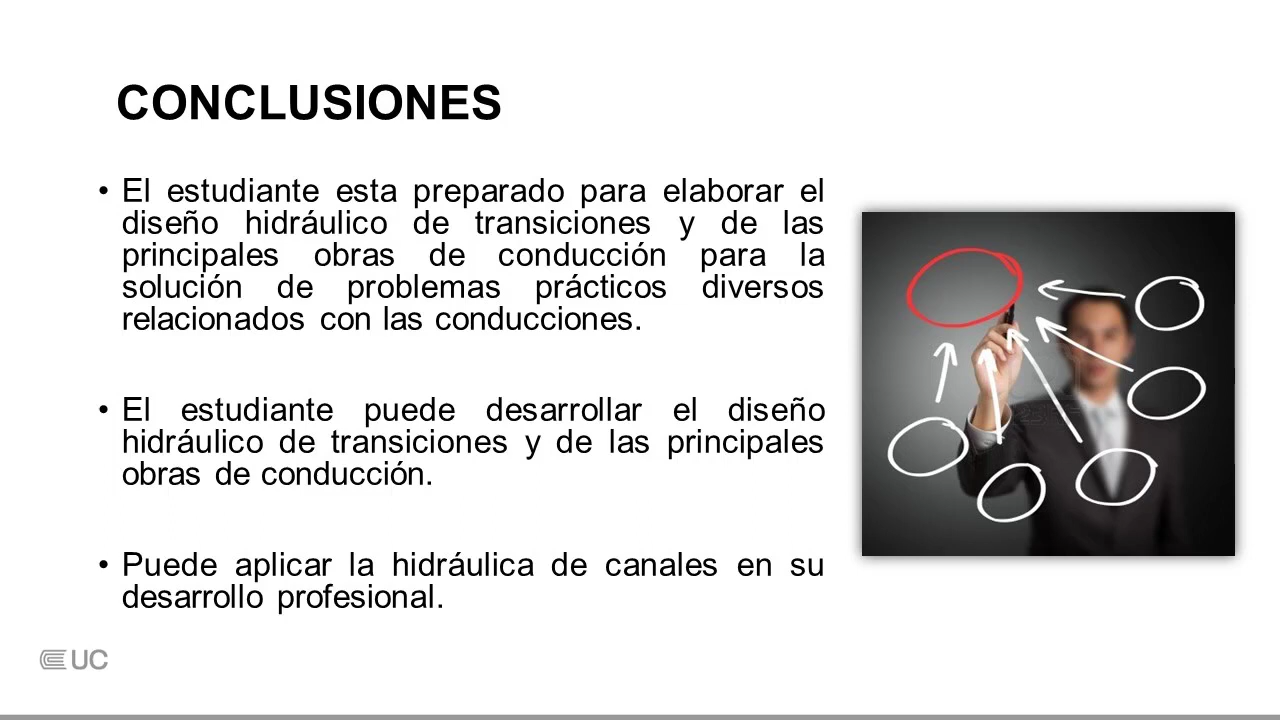 CONCLUSIONES
• El estudiante esta preparado para elaborar el
diseño hidráulico de transiciones y de las
principales obras de conducción para la
solución de problemas prácticos diversos
relacionados con las conducciones.
• El estudiante puede desarrollar el diseño
hidráulico de transiciones y de las principales
obras de conducción.
• Puede aplicar la hidráulica de canales en su
desarrollo profesional.
UC